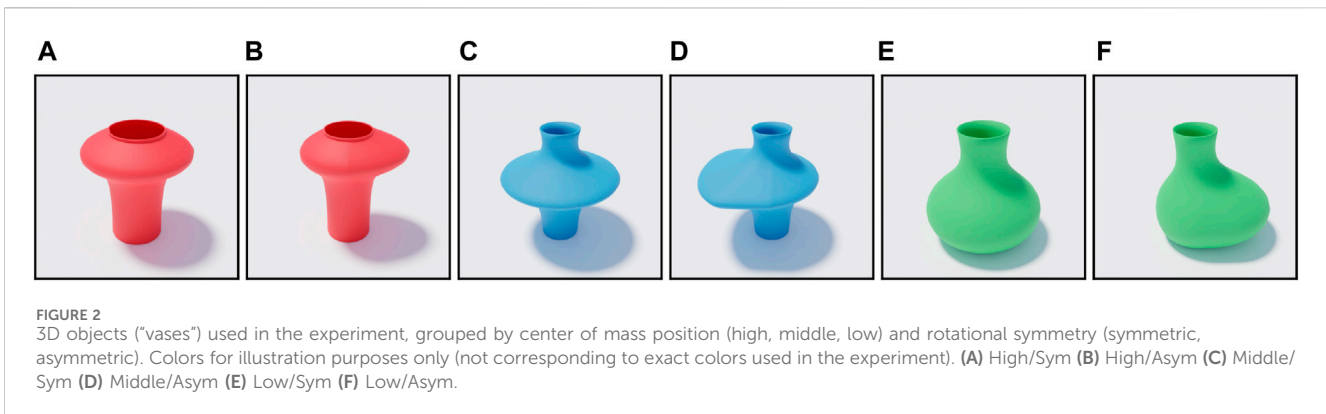 A B C D E F
FIGURE 2
3D objects (“vases”) used in the experiment, grouped by center of mass position (high, middle, low) and rotational symmetry (symmetric,
asymmetric). Colors for illustration purposes only (not corresponding to exact colors used in the experiment). (A) High/Sym (B) High/Asym (C) Middle/
Sym (D) Middle/Asym (E) Low/Sym (F) Low/Asym.